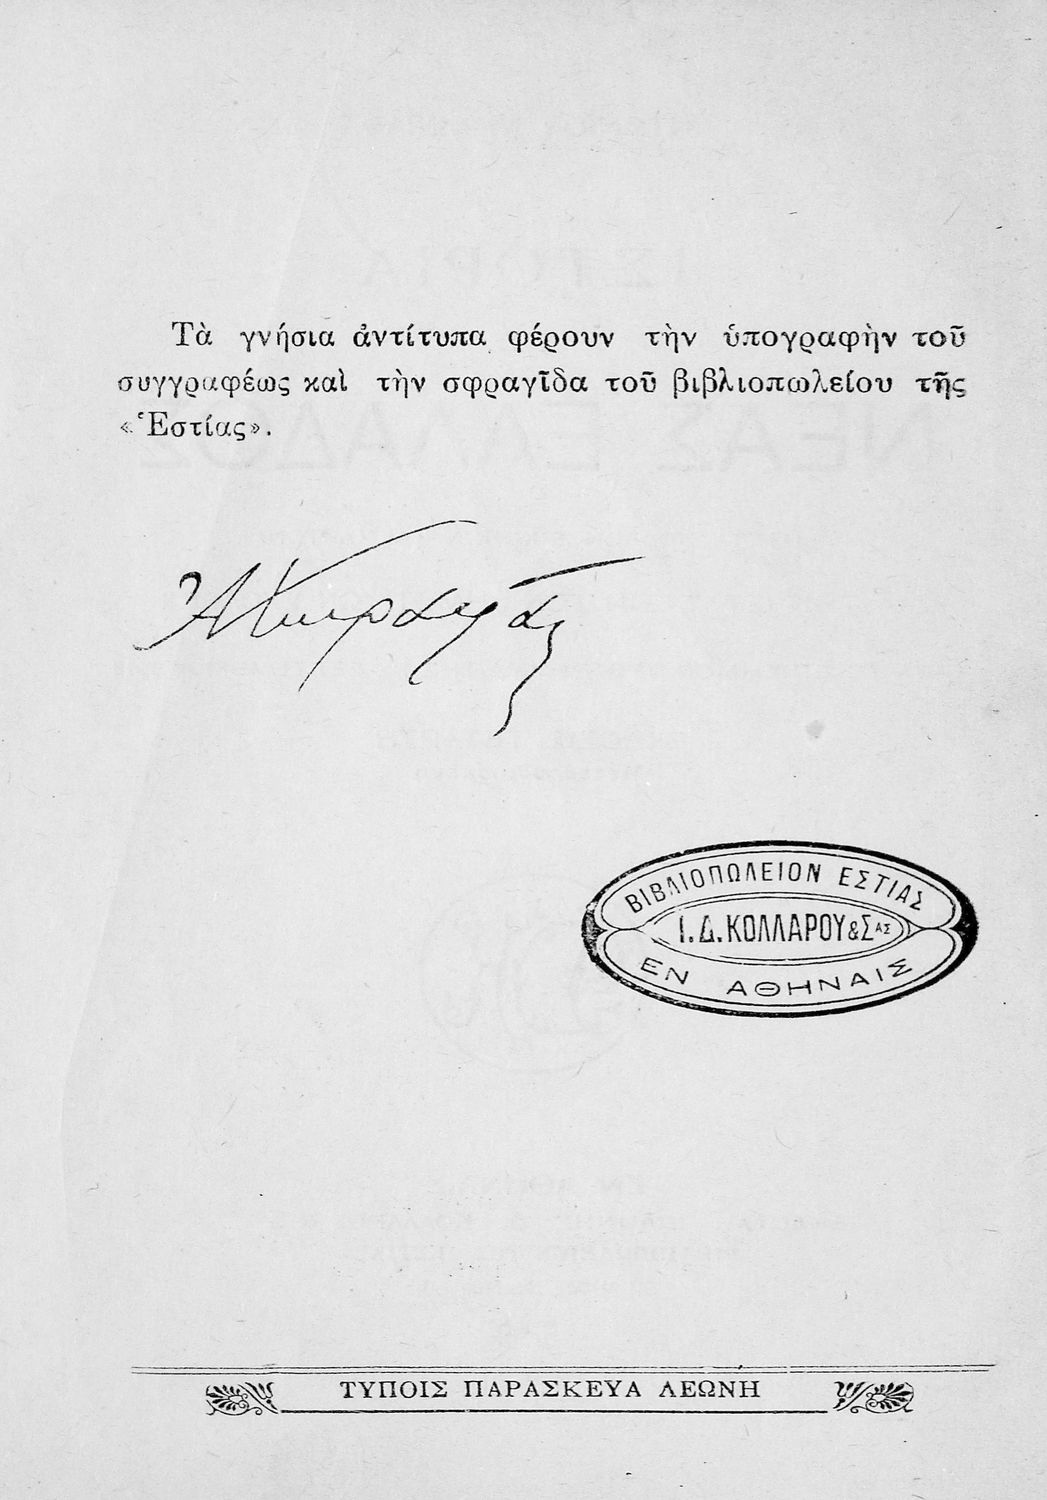 Τὰ γνήσια ἀντίτυπα φέρουν τὴν ὑπογραφὴν τοῦ
συγγραφέως καὶ τὴν σφραγῖδα τοῦ βιβλιοπωλείου τῆς
«Ἑστίας».
ΒΙΒΛΙΟΠΩΛΕΙΟΝ ΕΣΤΙΑΣ
Ι. Δ. ΚΟΛΛΑΡΟΥ & Σας
ΕΝ ΑΘΗΝΑΙΣ
ΤΥΠΟΙΣ ΠΑΡΑΣΚΕΥΑ ΛΕΩΝΗ